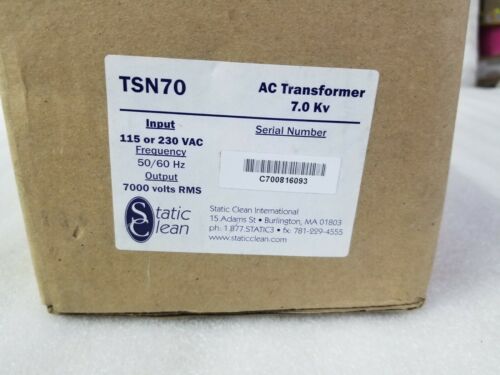 TSN70
AC Transformer
7.0 Kv
Input
115 or 230 VAC
Frequency
50/60 Hz
Output
7000 volts RMS
Serial Number
C700816093
Static
Clean
Static Clean International
15.Adams St • Burlington, MA 01803
ph: 1.877.STATIC3 • fx: 781-229-4555
www.staticclean.com